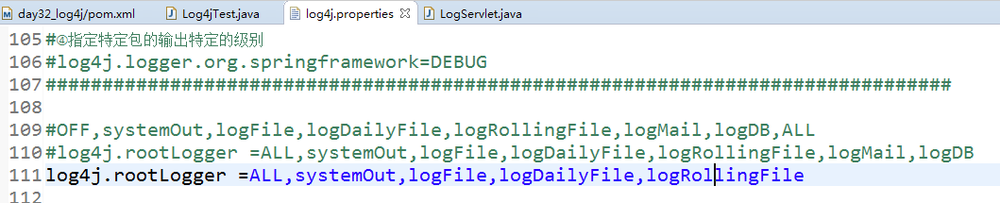 day32_log4j/pom.xml Log4jTest.java log4j.properties LogServlet.java
105 #④指定特定包的输出特定的级别
106 #log4j.logger.org.springframework=DEBUG
107 ################################################################################
108
109 #OFF,systemOut,logFile,logDailyFile,logRollingFile,logMail,logDB,ALL
110 #log4j.rootLogger =ALL,systemOut,logFile,logDailyFile,logRollingFile,logMail,logDB
111 log4j.rootLogger =ALL,systemOut,logFile,logDailyFile,logRollingFile
112